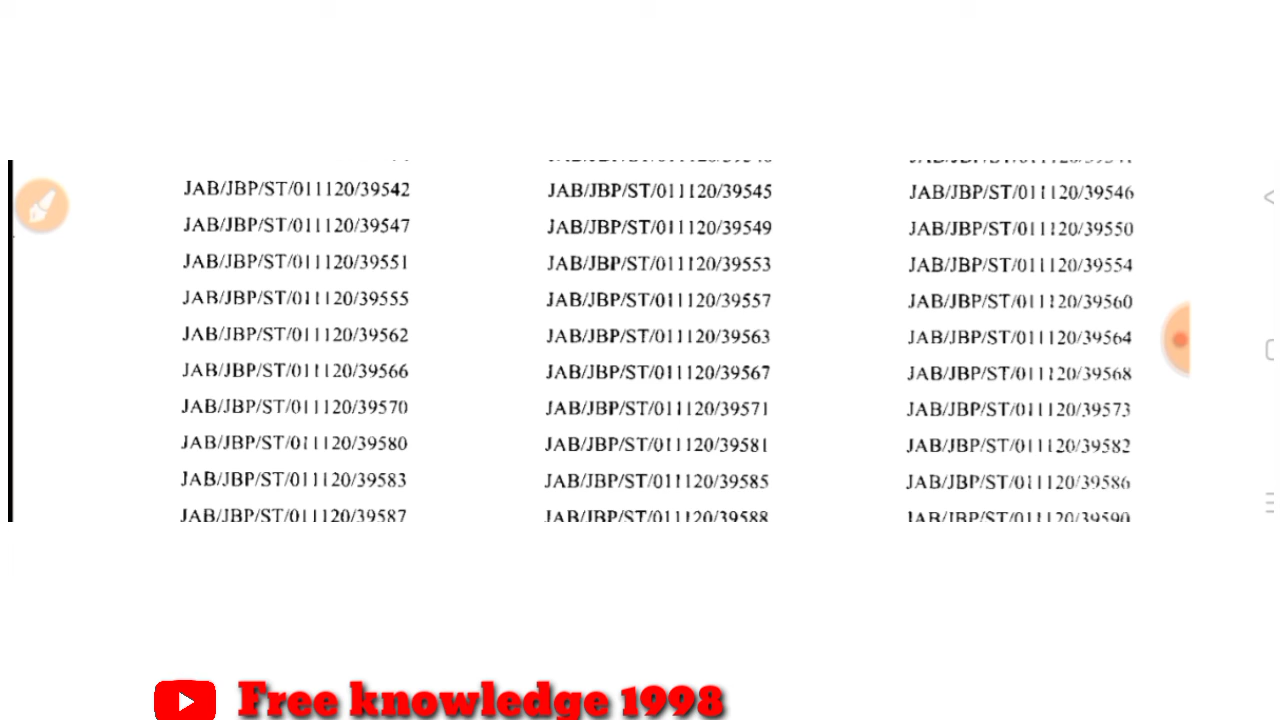 JAB/JBP/ST/011120/39542 JAB/JBP/ST/011120/39545 JAB/JBP/ST/011120/39546
JAB/JBP/ST/011120/39547 JAB/JBP/ST/011120/39549 JAB/JBP/ST/011120/39550
JAB/JBP/ST/011120/39551 JAB/JBP/ST/011120/39553 JAB/JBP/ST/011120/39554
JAB/JBP/ST/011120/39555 JAB/JBP/ST/011120/39557 JAB/JBP/ST/011120/39560
JAB/JBP/ST/011120/39562 JAB/JBP/ST/011120/39563 JAB/JBP/ST/011120/39564
JAB/JBP/ST/011120/39566 JAB/JBP/ST/011120/39567 JAB/JBP/ST/011120/39568
JAB/JBP/ST/011120/39570 JAB/JBP/ST/011120/39571 JAB/JBP/ST/011120/39573
JAB/JBP/ST/011120/39580 JAB/JBP/ST/011120/39581 JAB/JBP/ST/011120/39582
JAB/JBP/ST/011120/39583 JAB/JBP/ST/011120/39585 JAB/JBP/ST/011120/39586
JAB/JBP/ST/011120/39587 JAB/JBP/ST/011120/39588 JAB/JBP/ST/011120/39590
Free knowledge 1998